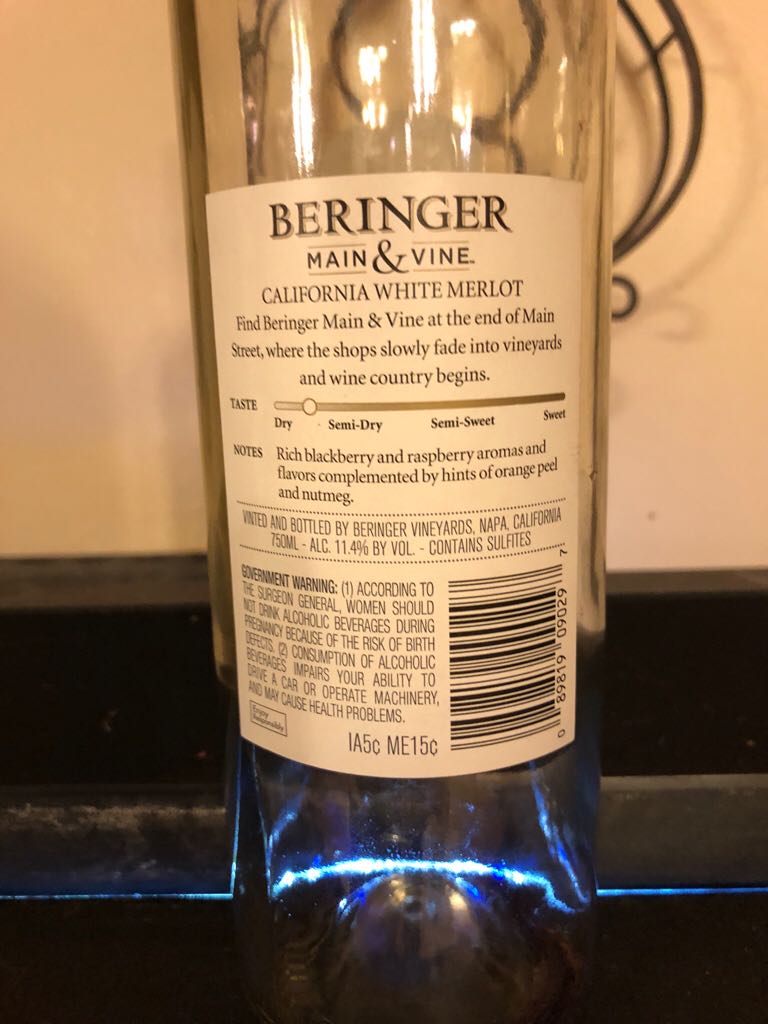 BERINGER
MAIN & VINE™
CALIFORNIA WHITE MERLOT
Find Beringer Main & Vine at the end of Main
Street, where the shops slowly fade into vineyards
and wine country begins.
TASTE
Dry Semi-Dry Semi-Sweet Sweet
NOTES Rich blackberry and raspberry aromas and
flavors complemented by hints of orange peel
and nutmeg.
VINTED AND BOTTLED BY BERINGER VINEYARDS, NAPA, CALIFORNIA
750ML - ALC. 11.4% BY VOL. - CONTAINS SULFITES
GOVERNMENT WARNING: (1) ACCORDING TO
THE SURGEON GENERAL, WOMEN SHOULD
NOT DRINK ALCOHOLIC BEVERAGES DURING
PREGNANCY BECAUSE OF THE RISK OF BIRTH
DEFECTS. (2) CONSUMPTION OF ALCOHOLIC
BEVERAGES IMPAIRS YOUR ABILITY TO
DRIVE A CAR OR OPERATE MACHINERY,
AND MAY CAUSE HEALTH PROBLEMS.
Enjoy
Responsibly
IA5¢ ME15¢
0 89819 09029 7